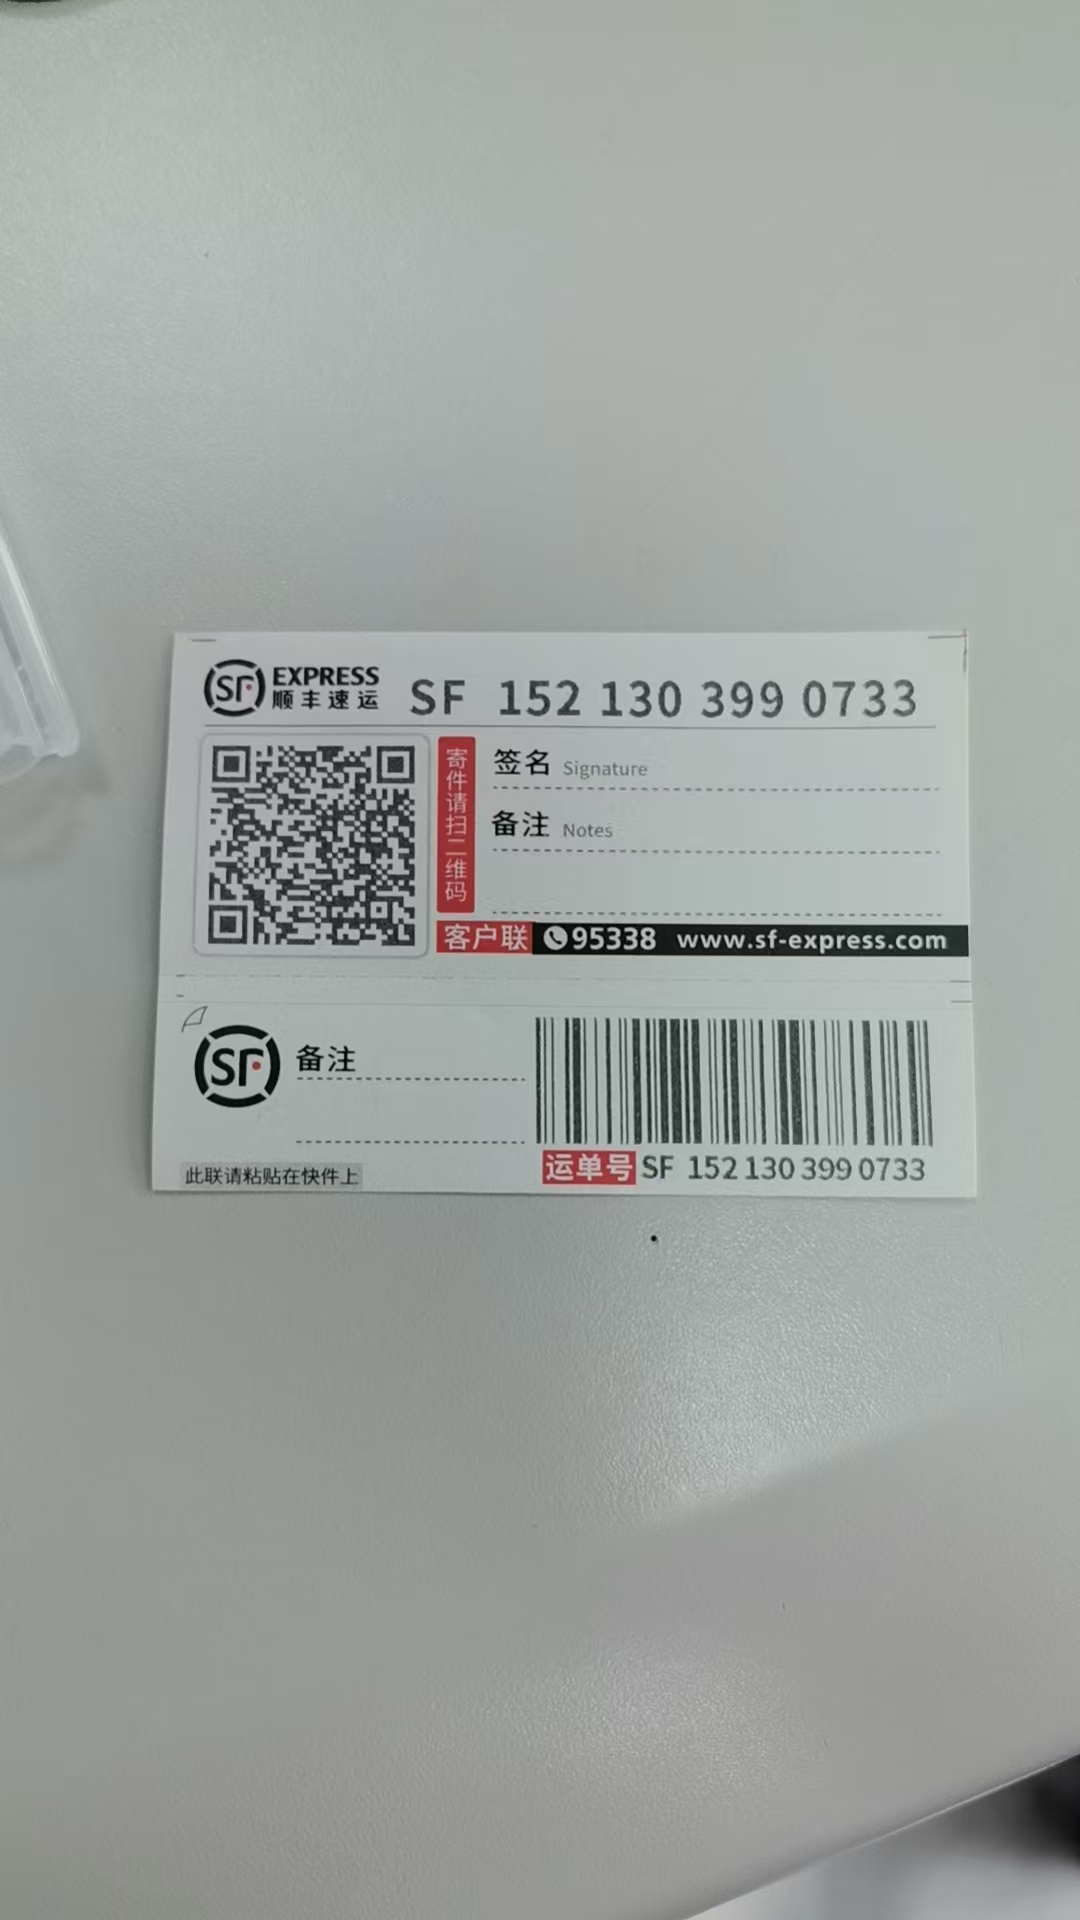 SF EXPRESS
顺丰速运
SF 152 130 399 0733
寄件请扫二维码
签名 Signature
备注 Notes
客户联 95338 www.sf-express.com
SF 备注
此联请粘贴在快件上
运单号 SF 152 130 399 0733